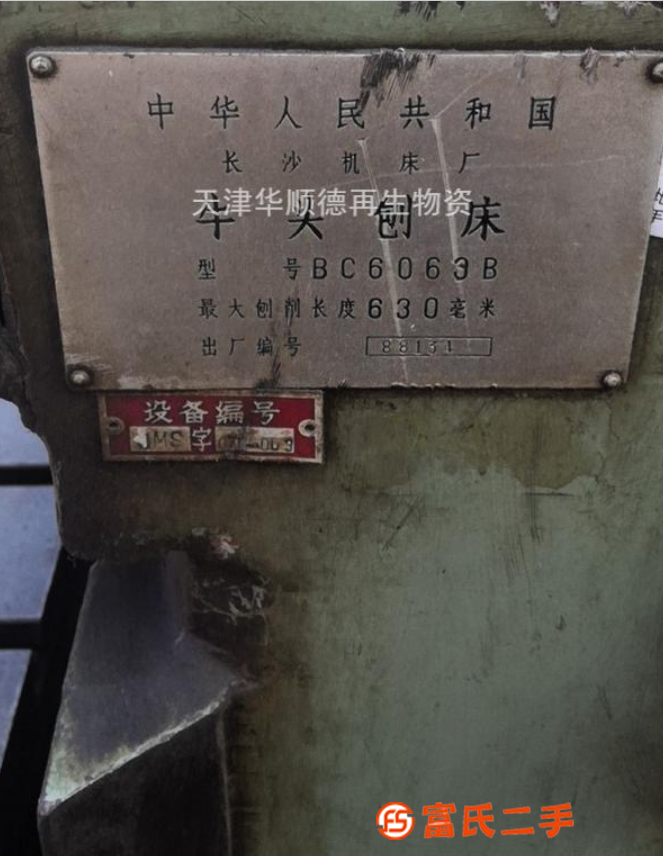 中华人民共和国
长沙机床厂
天津华顺德再生物资
牛头刨床
型号BC6063B
最大刨削长度630毫米
出厂编号 88134
设备编号
JMS字
富氏二手